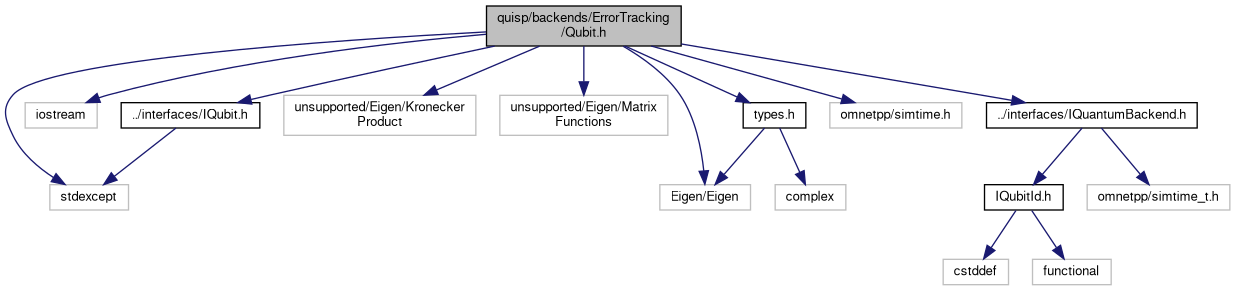 quisp/backends/ErrorTracking
/Qubit.h
iostream
../interfaces/IQubit.h
unsupported/Eigen/Kronecker
Product
unsupported/Eigen/Matrix
Functions
types.h
omnetpp/simtime.h
../interfaces/IQuantumBackend.h
stdexcept
Eigen/Eigen
complex
IQubitId.h
omnetpp/simtime_t.h
cstddef
functional